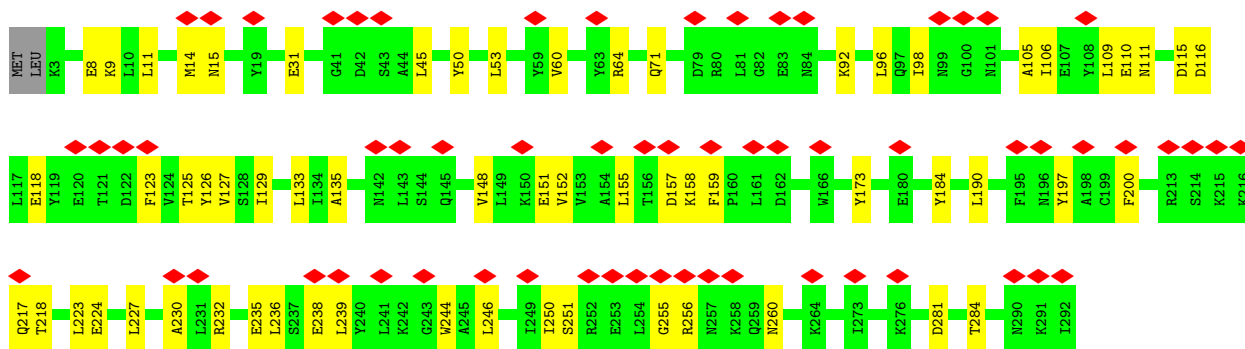 MET LEU K3 E8 K9 L10 L11 M14 N15 Y19 E31 G41 D42 S43 A44 L45 Y50 L53 Y59 V60 Y63 R64 Q71 D79 R80 L81 G82 E83 N84 K92 L96 Q97 I98 N99 G100 N101 A105 I106 E107 Y108 L109 E110 N111 D115 D116
L117 E118 Y119 E120 T121 D122 F123 V124 T125 Y126 V127 S128 I129 L133 I134 A135 N142 L143 S144 Q145 V148 L149 K150 E151 V152 V153 A154 L155 T156 D157 K158 F159 P160 L161 D162 W166 Y173 E180 Y184 L190 F195 N196 Y197 A198 C199 F200 R213 S214 K215 K216
Q217 T218 L223 E224 L227 A230 L231 R232 E235 L236 S237 E238 L239 Y240 L241 K242 G243 W244 A245 L246 I249 I250 S251 R252 E253 L254 G255 R256 N257 K258 Q259 N260 K264 I273 K276 D281 T284 N290 K291 I292